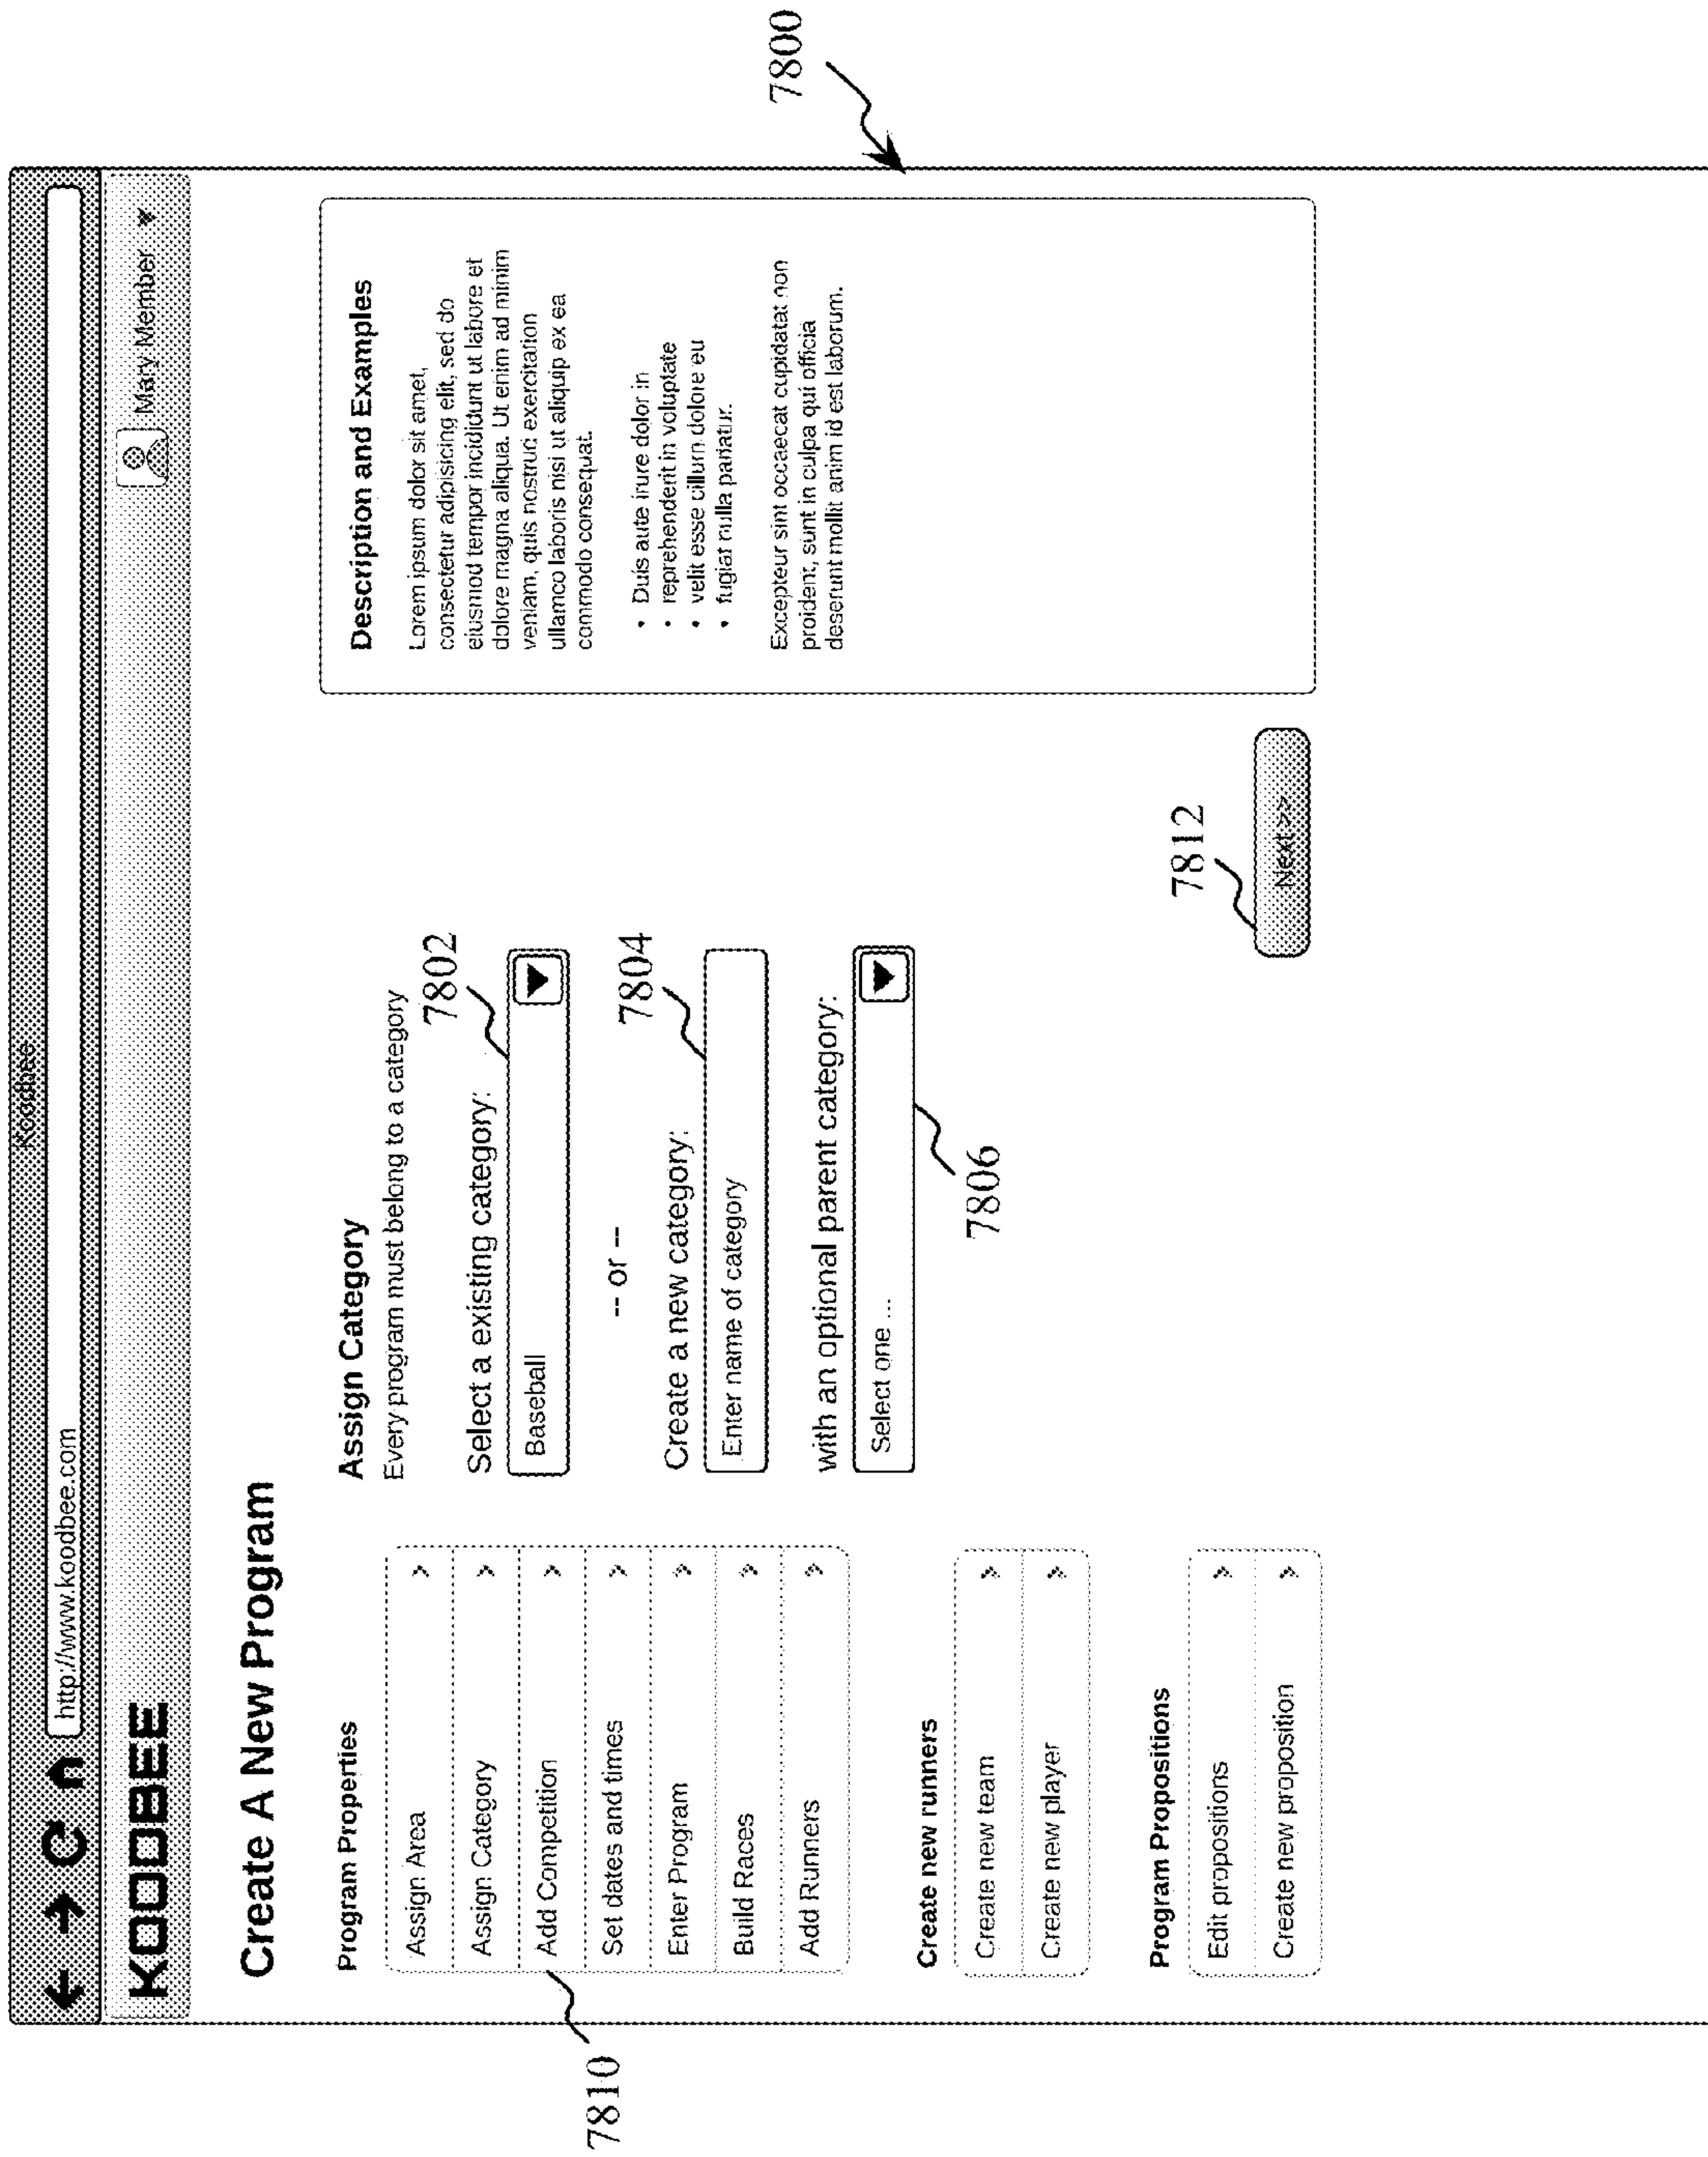 Koodbee
http://www.koodbee.com
KOODBEE
Mary Member
Create A New Program
Program Properties
Assign Area
Assign Category
Add Competition
Set dates and times
Enter Program
Build Races
Add Runners
Create new runners
Create new team
Create new player
Program Propositions
Edit propositions
Create new proposition
7810
Assign Category
Every program must belong to a category
7802
Select a existing category:
Baseball
-- or --
7804
Create a new category:
Enter name of category
with an optional parent category:
Select one ...
7806
7812
Next>>
Description and Examples
Lorem ipsum dolor sit amet,
consectetur adipisicing elit, sed do
eiusmod tempor incididunt ut labore et
dolore magna aliqua. Ut enim ad minim
veniam, quis nostrud exercitation
ullamco laboris nisi ut aliquip ex ea
commodo consequat.
• Duis aute irure dolor in
• reprehenderit in voluptate
• velit esse cillum dolore eu
• fugiat nulla pariatur.
Excepteur sint occaecat cupidatat non
proident, sunt in culpa qui officia
deserunt mollit anim id est laborum.
7800